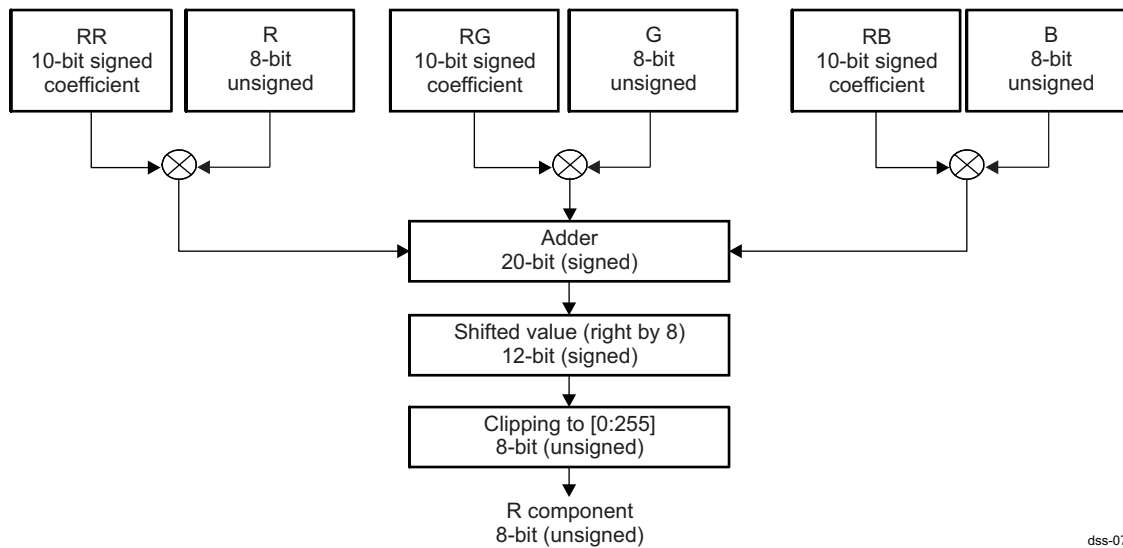 RR
10-bit signed
coefficient
R
8-bit
unsigned
RG
10-bit signed
coefficient
G
8-bit
unsigned
RB
10-bit signed
coefficient
B
8-bit
unsigned
Adder
20-bit (signed)
Shifted value (right by 8)
12-bit (signed)
Clipping to [0:255]
8-bit (unsigned)
R component
8-bit (unsigned)